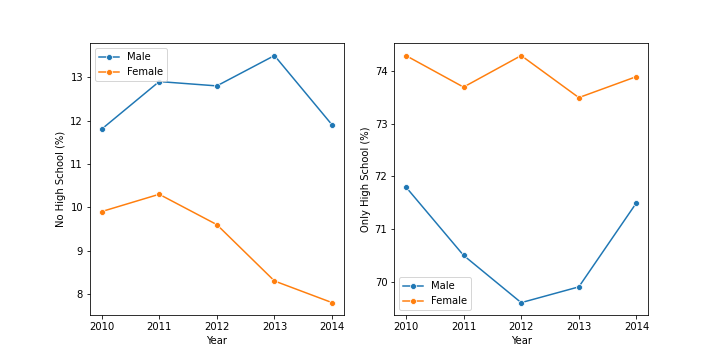 No High School (%)
13
12
11
10
9
8
Male
Female
2010 2011 2012 2013 2014
Year
Only High School (%)
74
73
72
71
70
Male
Female
2010 2011 2012 2013 2014
Year